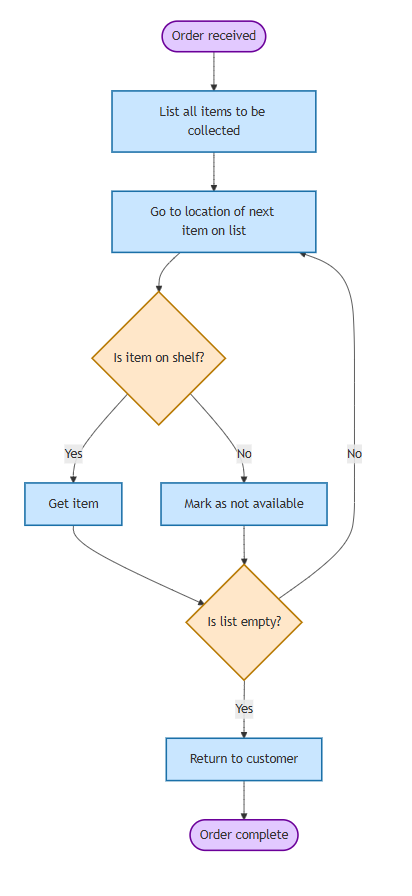 Order received
List all items to be
collected
Go to location of next
item on list
Is item on shelf?
Yes
No
No
Get item
Mark as not available
Is list empty?
Yes
Return to customer
Order complete